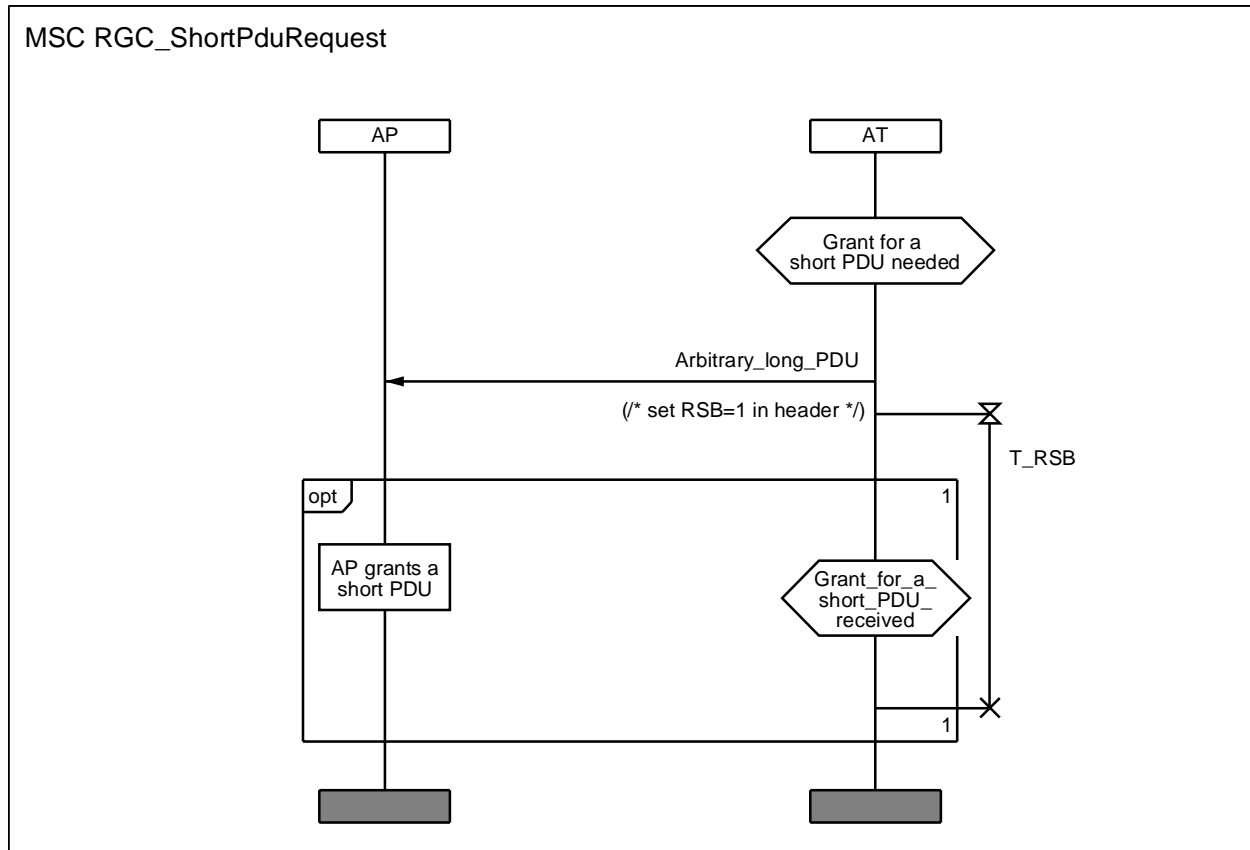 MSC RGC_ShortPduRequest
AP
AT
Grant for a
short PDU needed
Arbitrary_long_PDU
(/* set RSB=1 in header */)
T_RSB
opt
1
AP grants a
short PDU
Grant_for_a_
short_PDU_
received
1